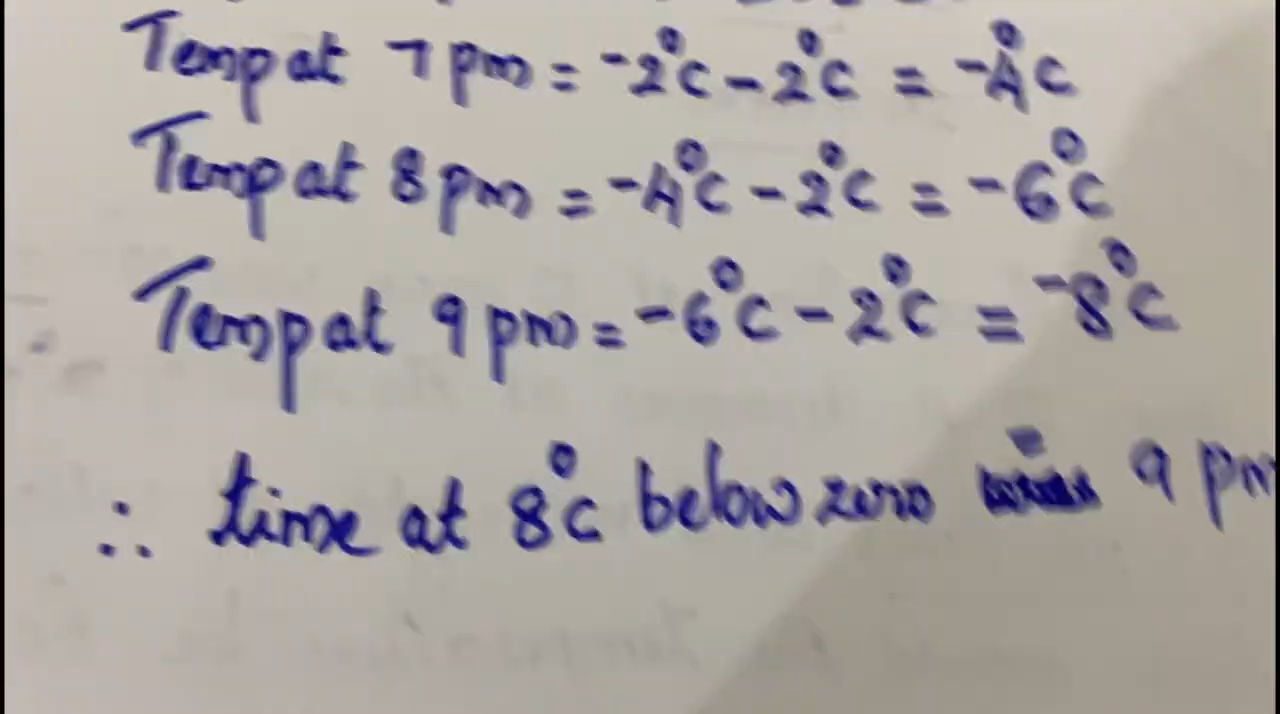 Temp at 7 pm = -2°C - 2°C = -4°C
Temp at 8 pm = -4°C - 2°C = -6°C
Temp at 9 pm = -6°C - 2°C = -8°C
∴ time at 8°C below zero = 9 pm